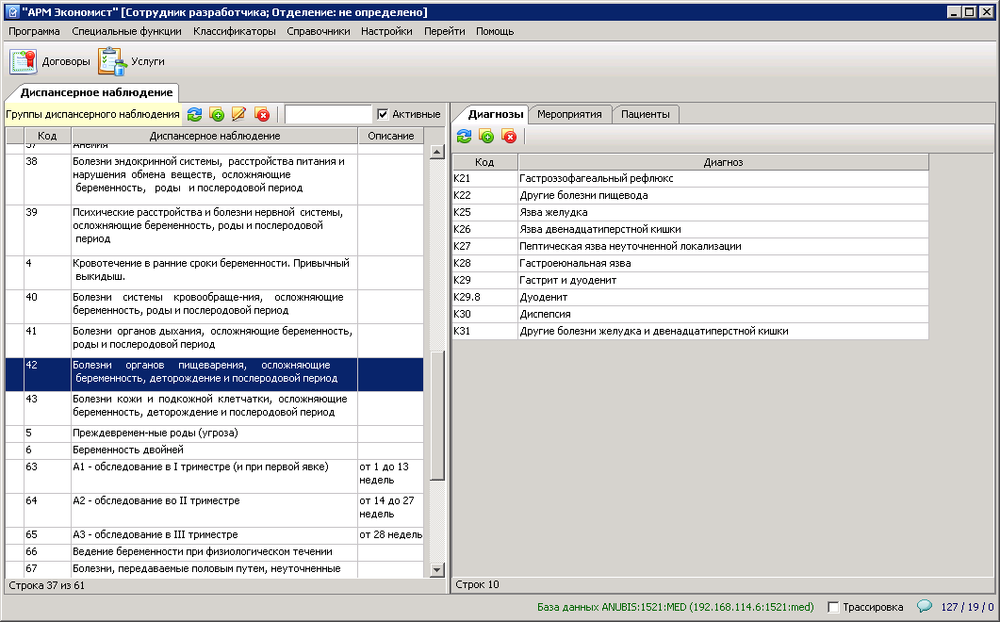 "АРМ Экономист" [Сотрудник разработчика; Отделение: не определено]
Программа Специальные функции Классификаторы Справочники Настройки Перейти Помощь
Договоры Услуги
Диспансерное наблюдение
Группы диспансерного наблюдения Активные
Код Диспансерное наблюдение Описание
37 Анемия
38 Болезни эндокринной системы, расстройства питания и
нарушения обмена веществ, осложняющие
беременность, роды и послеродовой период
39 Психические расстройства и болезни нервной системы,
осложняющие беременность, роды и послеродовой
период
4 Кровотечение в ранние сроки беременности. Привычный
выкидыш.
40 Болезни системы кровообраще-ния, осложняющие
беременность, роды и послеродовой период
41 Болезни органов дыхания, осложняющие беременность,
роды и послеродовой период
42 Болезни органов пищеварения, осложняющие
беременность, деторождение и послеродовой период
43 Болезни кожи и подкожной клетчатки, осложняющие
беременность, деторождение и послеродовой период
5 Преждевремен-ные роды (угроза)
6 Беременность двойней
63 А1 - обследование в I триместре (и при первой явке) от 1 до 13
недель
64 А2 - обследование во II триместре от 14 до 27
недель
65 А3 - обследование в III триместре от 28 недель
66 Ведение беременности при физиологическом течении
67 Болезни, передаваемые половым путем, неуточненные
Строка 37 из 61
Диагнозы Мероприятия Пациенты
Код Диагноз
K21 Гастроэзофагеальный рефлюкс
K22 Другие болезни пищевода
K25 Язва желудка
K26 Язва двенадцатиперстной кишки
K27 Пептическая язва неуточненной локализации
K28 Гастроеюнальная язва
K29 Гастрит и дуоденит
K29.8 Дуоденит
K30 Диспепсия
K31 Другие болезни желудка и двенадцатиперстной кишки
Строк 10
База данных ANUBIS:1521:MED (192.168.114.6:1521:med) Трассировка 127 / 19 / 0